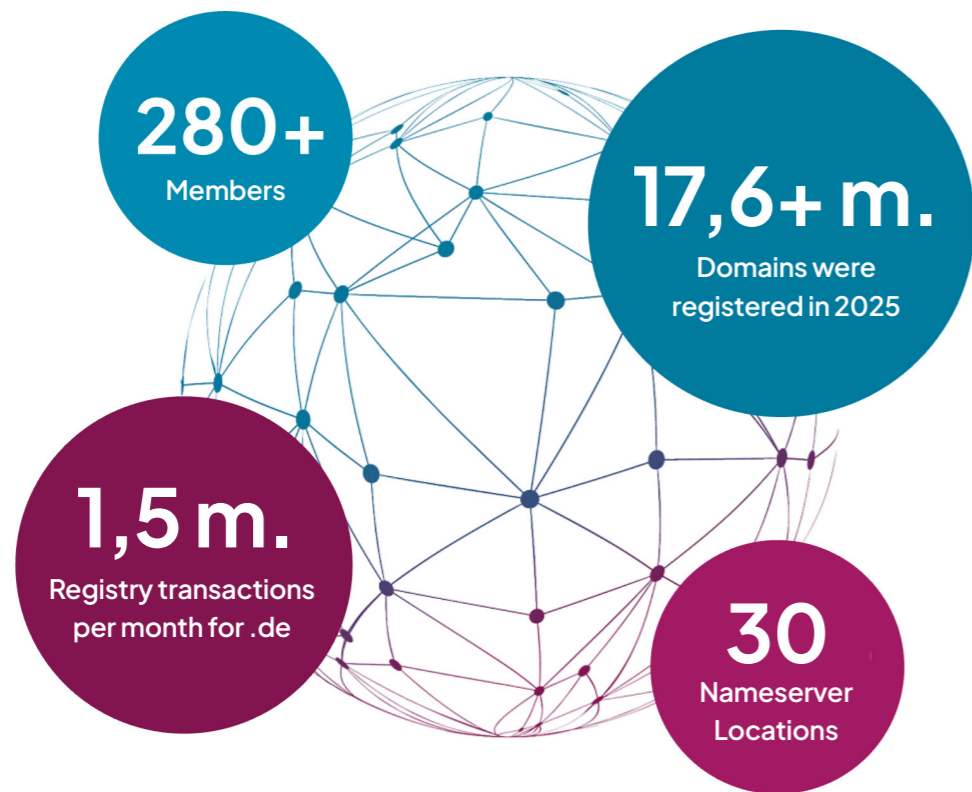 280+
Members
17,6+ m.
Domains were
registered in 2025
1,5 m.
Registry transactions
per month for .de
30
Nameserver
Locations